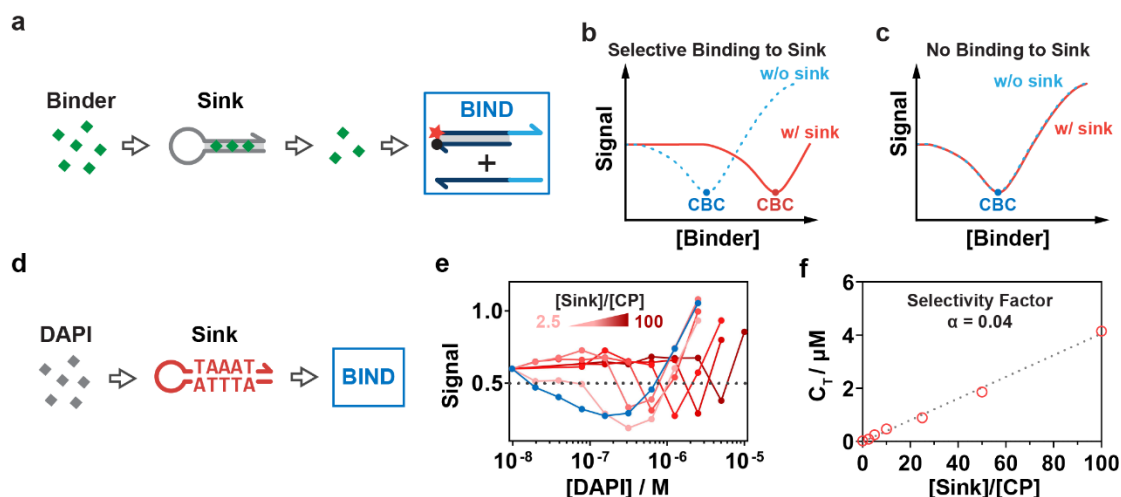 a
Binder
Sink
BIND
+
b
Selective Binding to Sink
w/o sink
w/ sink
Signal
CBC
CBC
[Binder]
c
No Binding to Sink
w/o sink
w/ sink
Signal
CBC
[Binder]
d
DAPI
Sink
TAAAT
ATTTA
BIND
e
[Sink]/[CP]
2.5
100
Signal
1.0
0.5
10⁻⁸
10⁻⁷
10⁻⁶
10⁻⁵
[DAPI] / M
f
Selectivity Factor
α = 0.04
C_T / µM
6
4
2
0
0
20
40
60
80
100
[Sink]/[CP]